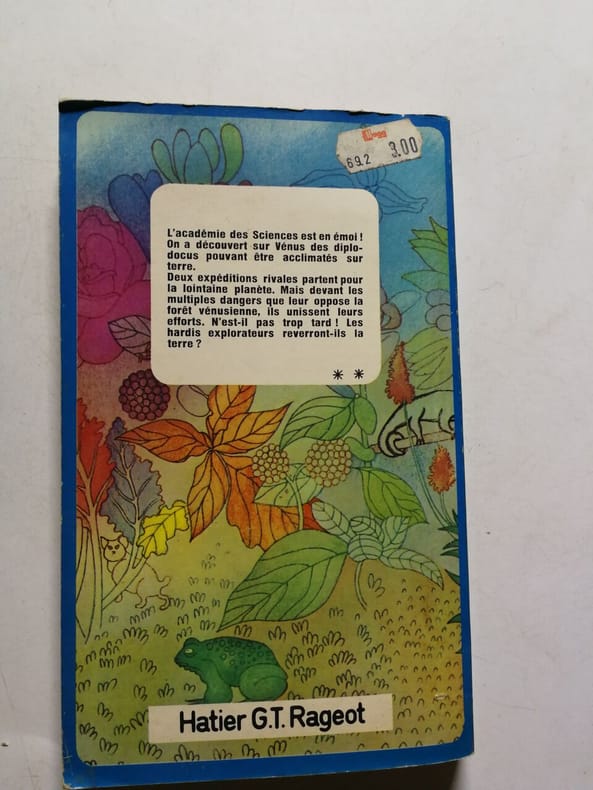 692 3.00
L'académie des Sciences est en émoi !
On a découvert sur Vénus des diplo-
docus pouvant être acclimatés sur
terre.
Deux expéditions rivales partent pour
la lointaine planète. Mais devant les
multiples dangers que leur oppose la
forêt vénusienne, ils unissent leurs
efforts. N'est-il pas trop tard ! Les
hardis explorateurs reverront-ils la
terre ?
* *
Hatier G.T. Rageot